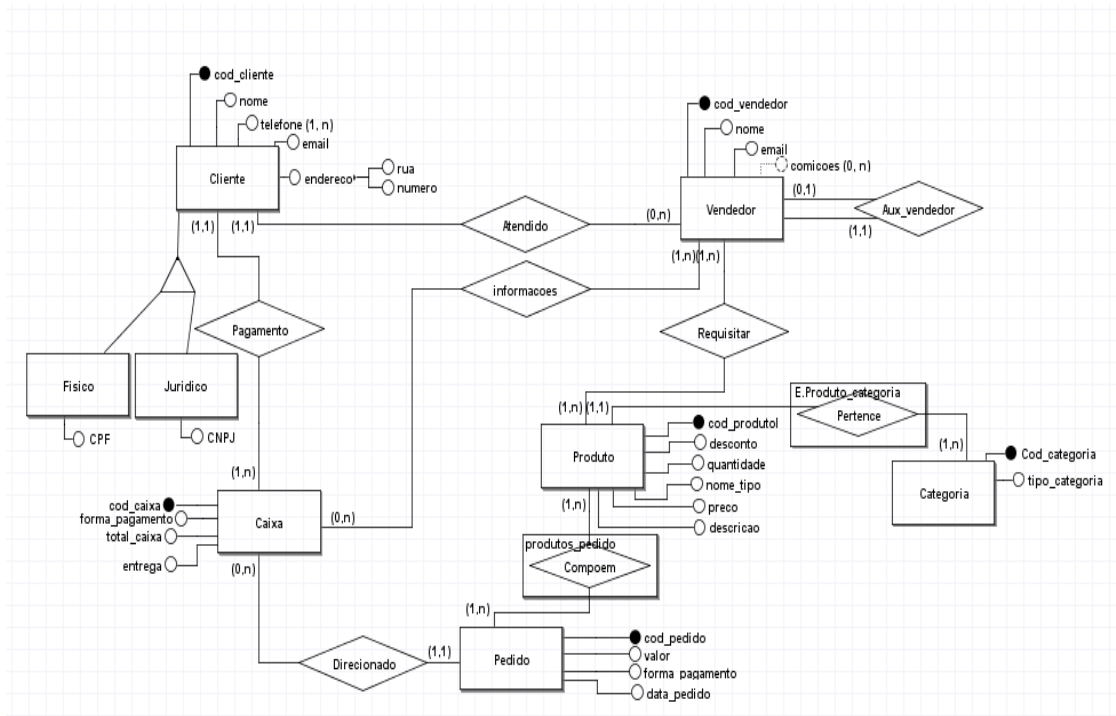 cod_cliente
nome
telefone (1, n)
email
endereco
rua
numero
Cliente
(1,1)
(1,1)
Atendido
(0,n)
cod_vendedor
nome
email
comicoes (0, n)
Vendedor
(0,1)
(1,1)
Aux_vendedor
(1,n)
(1,n)
informacoes
Pagamento
Requisitar
Fisico
CPF
Juridico
CNPJ
(1,n)
(1,1)
E.Produto_categoria
Pertence
(1,n)
Cod_categoria
tipo_categoria
Categoria
cod_produtol
desconto
quantidade
nome_tipo
preco
descricao
Produto
(1,n)
(1,n)
cod_caixa
forma_pagamento
total_caixa
entrega
Caixa
(0,n)
(0,n)
produtos_pedido
Compoem
(1,n)
Direcionado
(1,1)
Pedido
cod_pedido
valor
forma_pagamento
data_pedido